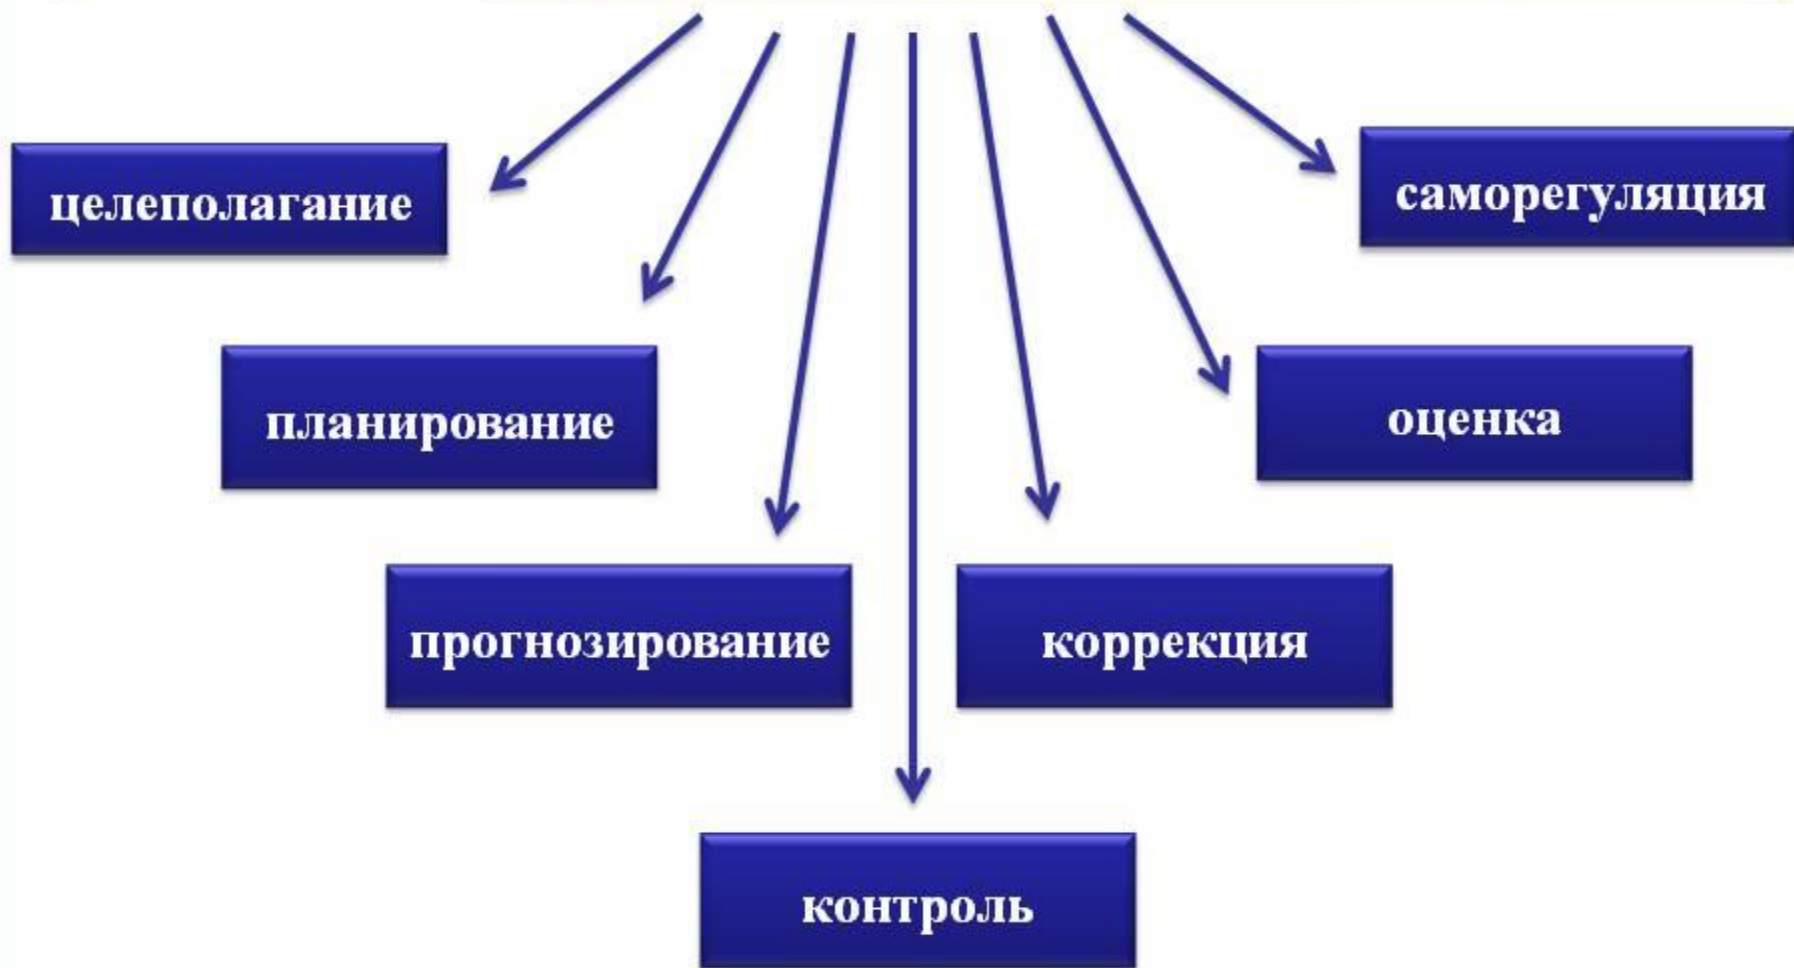 целеполагание
саморегуляция
планирование
оценка
прогнозирование
коррекция
контроль